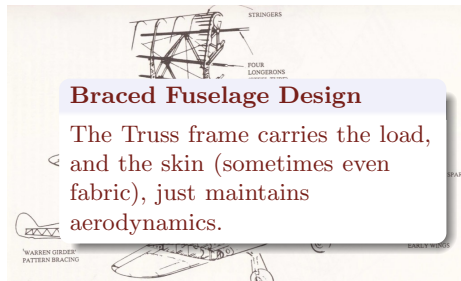 STRINGERS
FOUR
LONGERONS
Braced Fuselage Design
The Truss frame carries the load,
and the skin (sometimes even
fabric), just maintains
aerodynamics.
'WARREN GIRDER'
PATTERN BRACING
EARLY WINGS